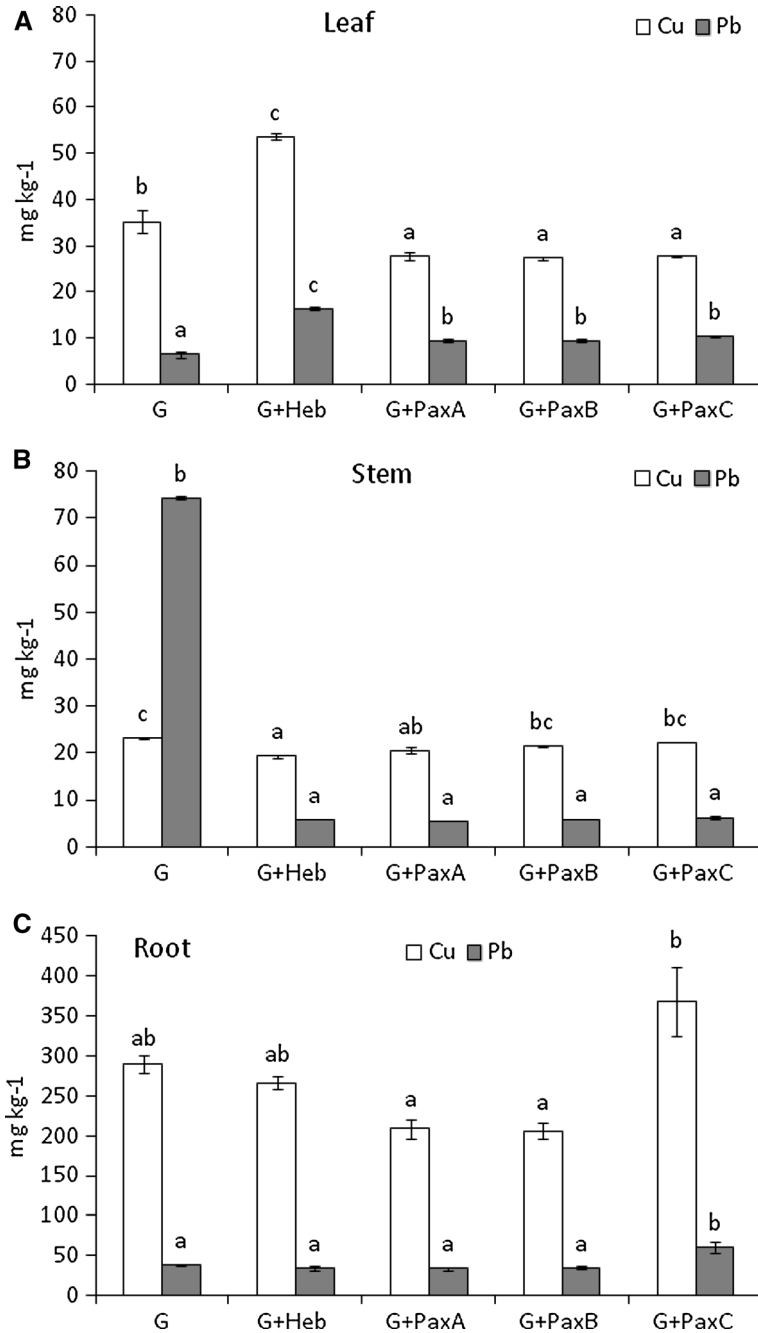 A
Leaf
Cu Pb
80
70
60
50
40
30
20
10
0
mg kg-1
b a
c c
a b
a b
a b
G G+Heb G+PaxA G+PaxB G+PaxC
B
Stem
Cu Pb
80
70
60
50
40
30
20
10
0
mg kg-1
c b
a a
ab a
bc a
bc a
G G+Heb G+PaxA G+PaxB G+PaxC
C
Root
Cu Pb
450
400
350
300
250
200
150
100
50
0
mg kg-1
ab a
ab a
a a
a a
b b
G G+Heb G+PaxA G+PaxB G+PaxC